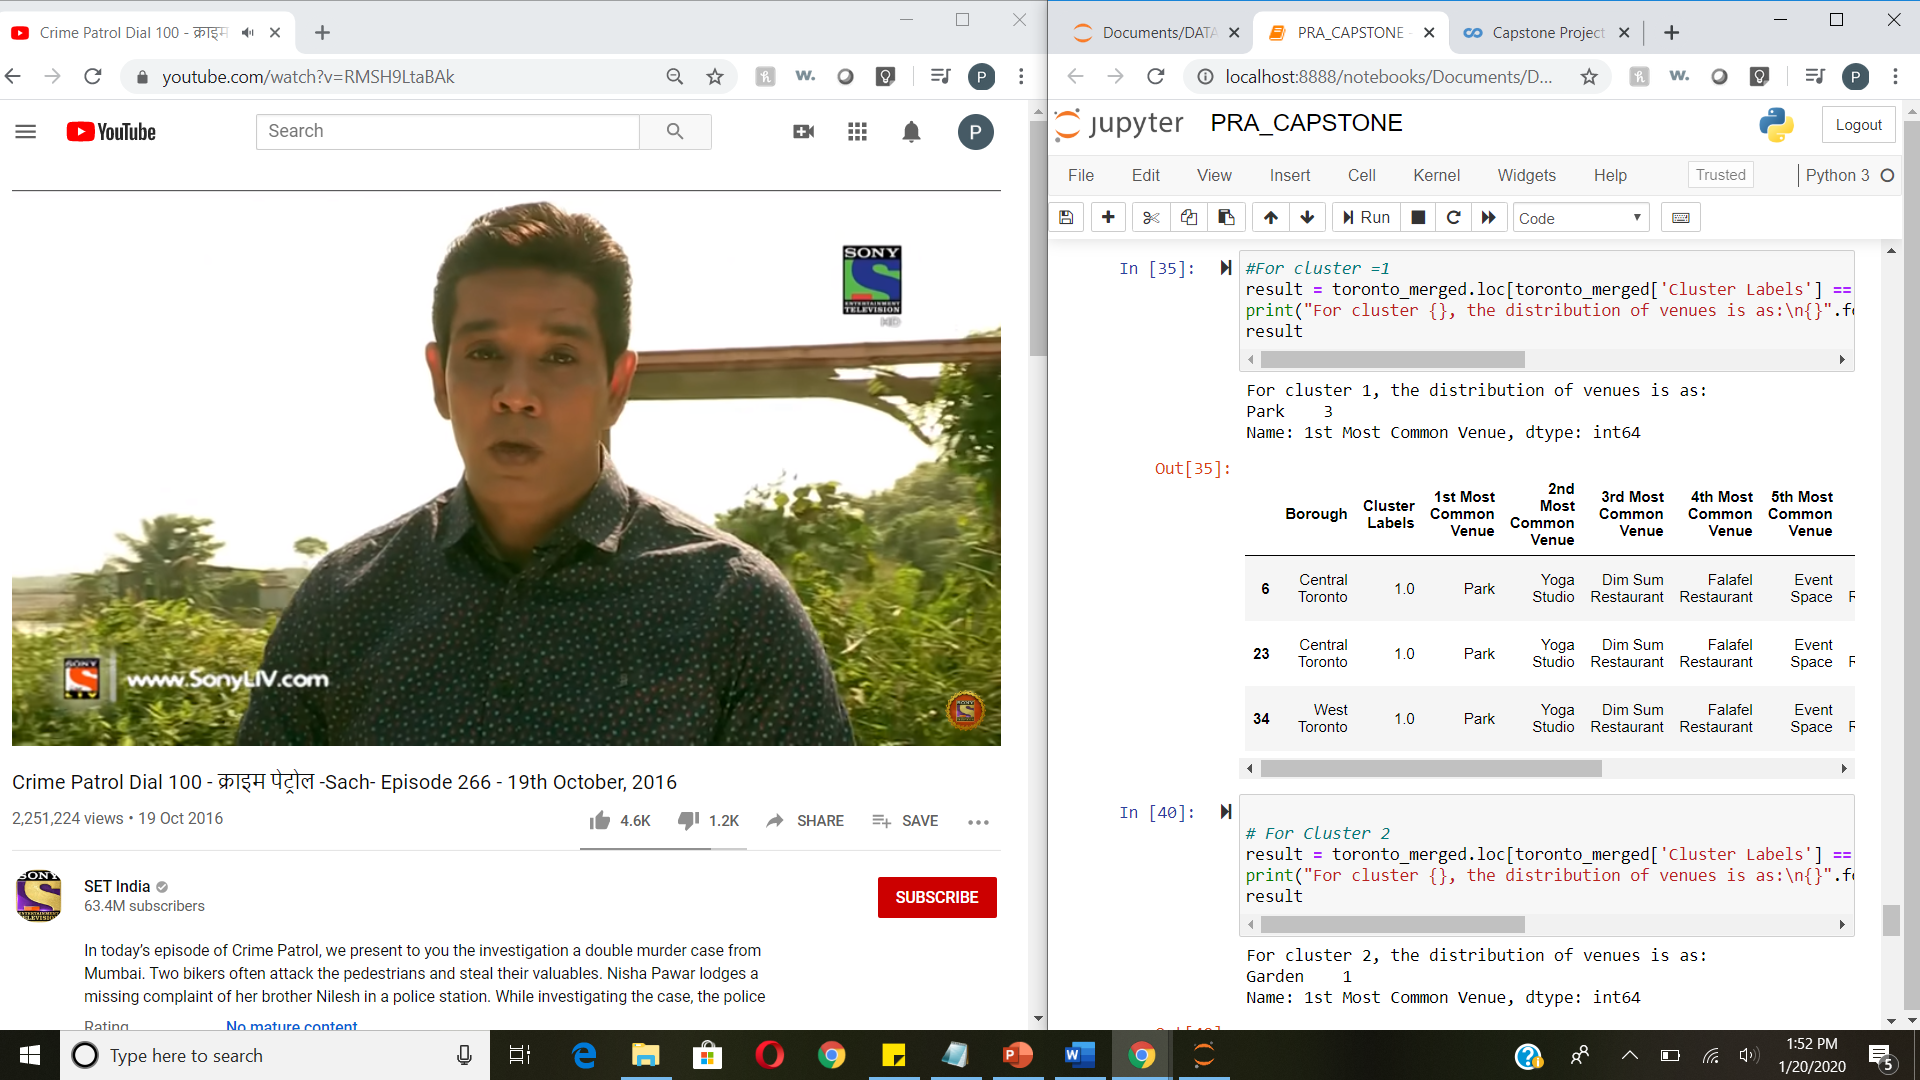 Crime Patrol Dial 100 - क्राइम
youtube.com/watch?v=RMSH9LtaBAk
P
YouTube
Search
P
SONY
ENTERTAINMENT
TELEVISION
HD
SONY
LIV
www.SonyLIV.com
Crime Patrol Dial 100 - क्राइम पेट्रोल -Sach- Episode 266 - 19th October, 2016
2,251,224 views • 19 Oct 2016
4.6K
1.2K
SHARE
SAVE
SONY
ENTERTAINMENT
TELEVISION
SET India
63.4M subscribers
SUBSCRIBE
In today's episode of Crime Patrol, we present to you the investigation a double murder case from
Mumbai. Two bikers often attack the pedestrians and steal their valuables. Nisha Pawar lodges a
missing complaint of her brother Nilesh in a police station. While investigating the case, the police
Rating No mature content
Documents/DATA
PRA_CAPSTONE -
Capstone Project
localhost:8888/notebooks/Documents/D...
P
jupyter PRA_CAPSTONE
Logout
File Edit View Insert Cell Kernel Widgets Help
Trusted
Python 3
Run
Code
In [35]:
#For cluster =1
result = toronto_merged.loc[toronto_merged['Cluster Labels'] ==
print("For cluster {}, the distribution of venues is as:\n{}".fo
result
For cluster 1, the distribution of venues is as:
Park    3
Name: 1st Most Common Venue, dtype: int64
Out[35]:
Borough Cluster Labels 1st Most Common Venue 2nd Most Common Venue 3rd Most Common Venue 4th Most Common Venue 5th Most Common Venue
6 Central Toronto 1.0 Park Yoga Studio Dim Sum Restaurant Falafel Restaurant Event Space
23 Central Toronto 1.0 Park Yoga Studio Dim Sum Restaurant Falafel Restaurant Event Space
34 West Toronto 1.0 Park Yoga Studio Dim Sum Restaurant Falafel Restaurant Event Space
In [40]:
# For Cluster 2
result = toronto_merged.loc[toronto_merged['Cluster Labels'] ==
print("For cluster {}, the distribution of venues is as:\n{}".fo
result
For cluster 2, the distribution of venues is as:
Garden    1
Name: 1st Most Common Venue, dtype: int64
Type here to search
1:52 PM
1/20/2020
5